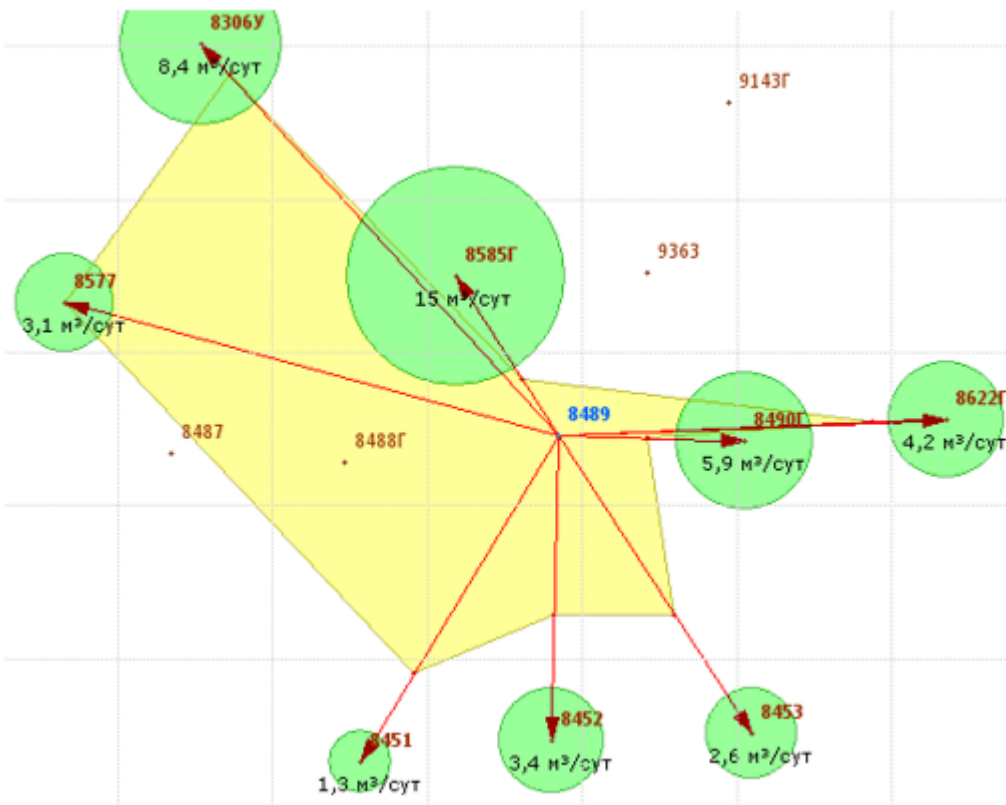 8306У
8,4 м³/сут
9143Г
8585Г
15 м³/сут
9363
8577
3,1 м³/сут
8489
8490Г
5,9 м³/сут
8622Г
4,2 м³/сут
8487
8488Г
8451
1,3 м³/сут
8452
3,4 м³/сут
8453
2,6 м³/сут